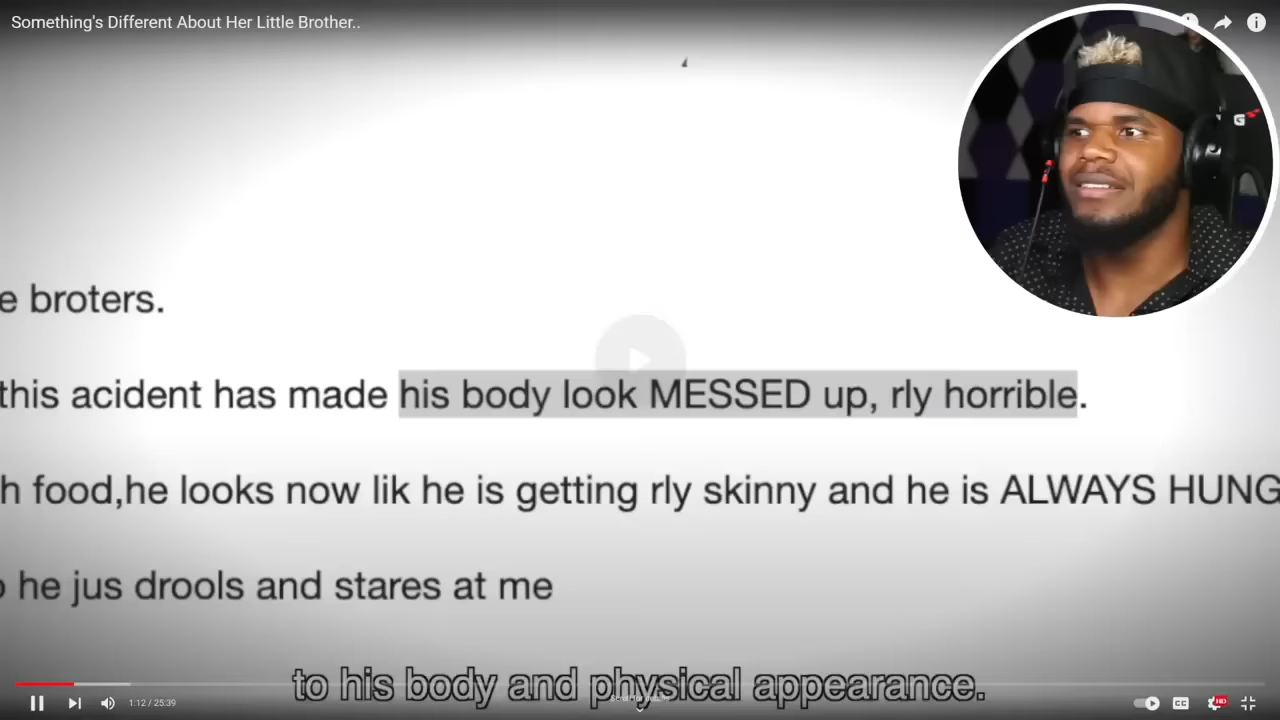 Something's Different About Her Little Brother..
e broters.
this acident has made his body look MESSED up, rly horrible.
h food,he looks now lik he is getting rly skinny and he is ALWAYS HUNG
o he jus drools and stares at me
to his body and physical appearance.
1:12 / 25:39
CC
HD
G